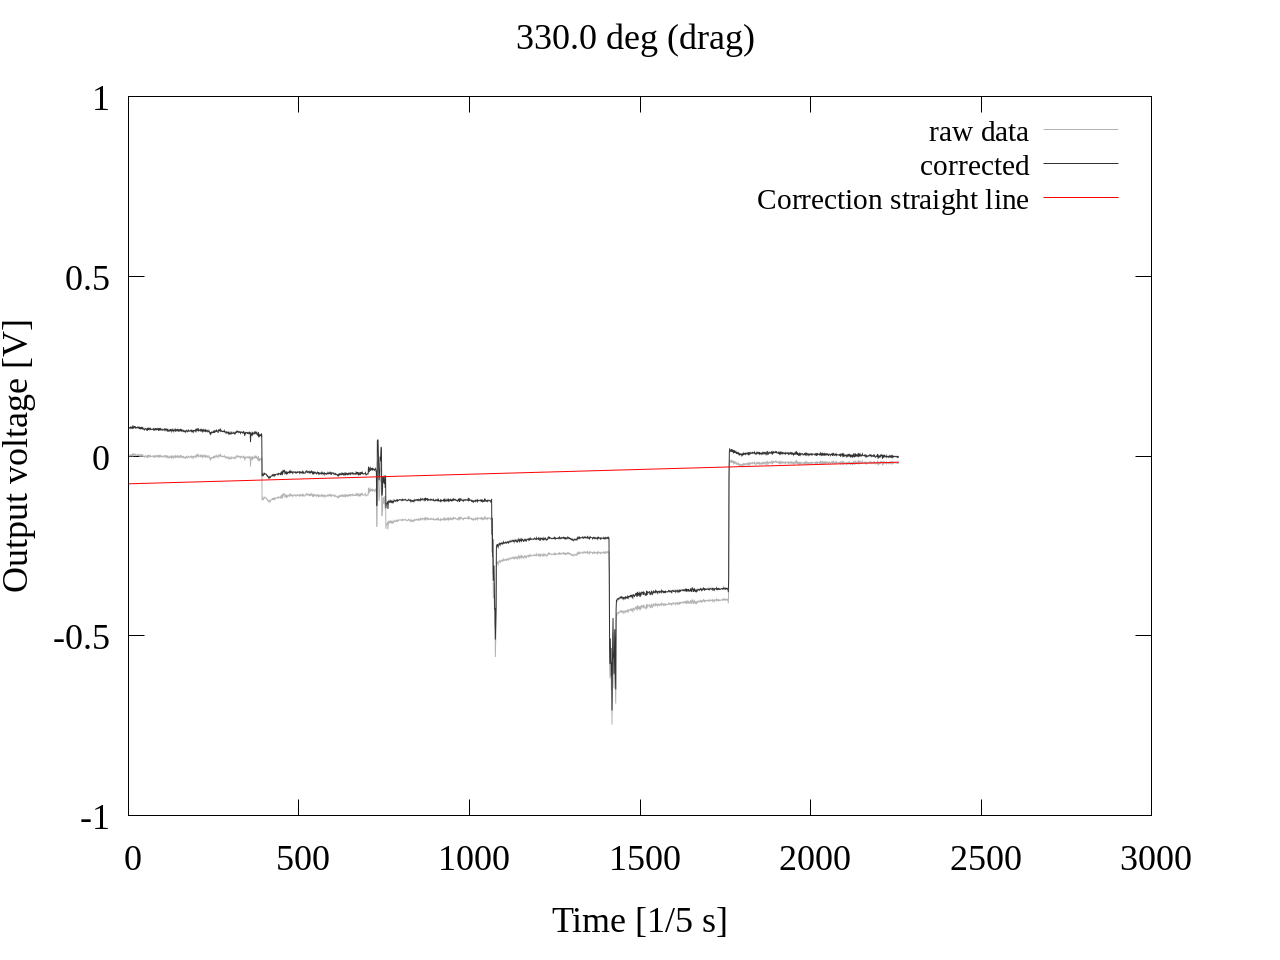 330.0 deg (drag)
1
raw data
corrected
Correction straight line
0.5
0
-0.5
-1
Output voltage [V]
0 500 1000 1500 2000 2500 3000
Time [1/5 s]